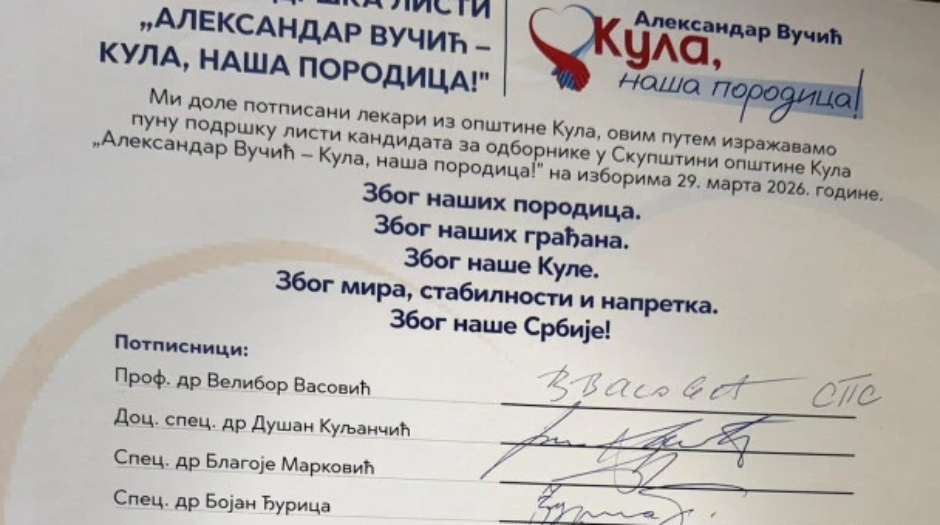 ДРШКА ЛИСТИ
„АЛЕКСАНДАР ВУЧИЋ –
КУЛА, НАША ПОРОДИЦА!"
Александар Вучић
Кула,
наша породица!
Ми доле потписани лекари из општине Кула, овим путем изражавамо
пуну подршку листи кандидата за одборнике у Скупштини општине Кула
„Александар Вучић – Кула, наша породица!" на изборима 29. марта 2026. године.
Због наших породица.
Због наших грађана.
Због наше Куле.
Због мира, стабилности и напретка.
Због наше Србије!
Потписници:
Проф. др Велибор Васовић
СПС
Доц. спец. др Душан Куљанчић
Спец. др Благоје Марковић
Спец. др Бојан Ђурица